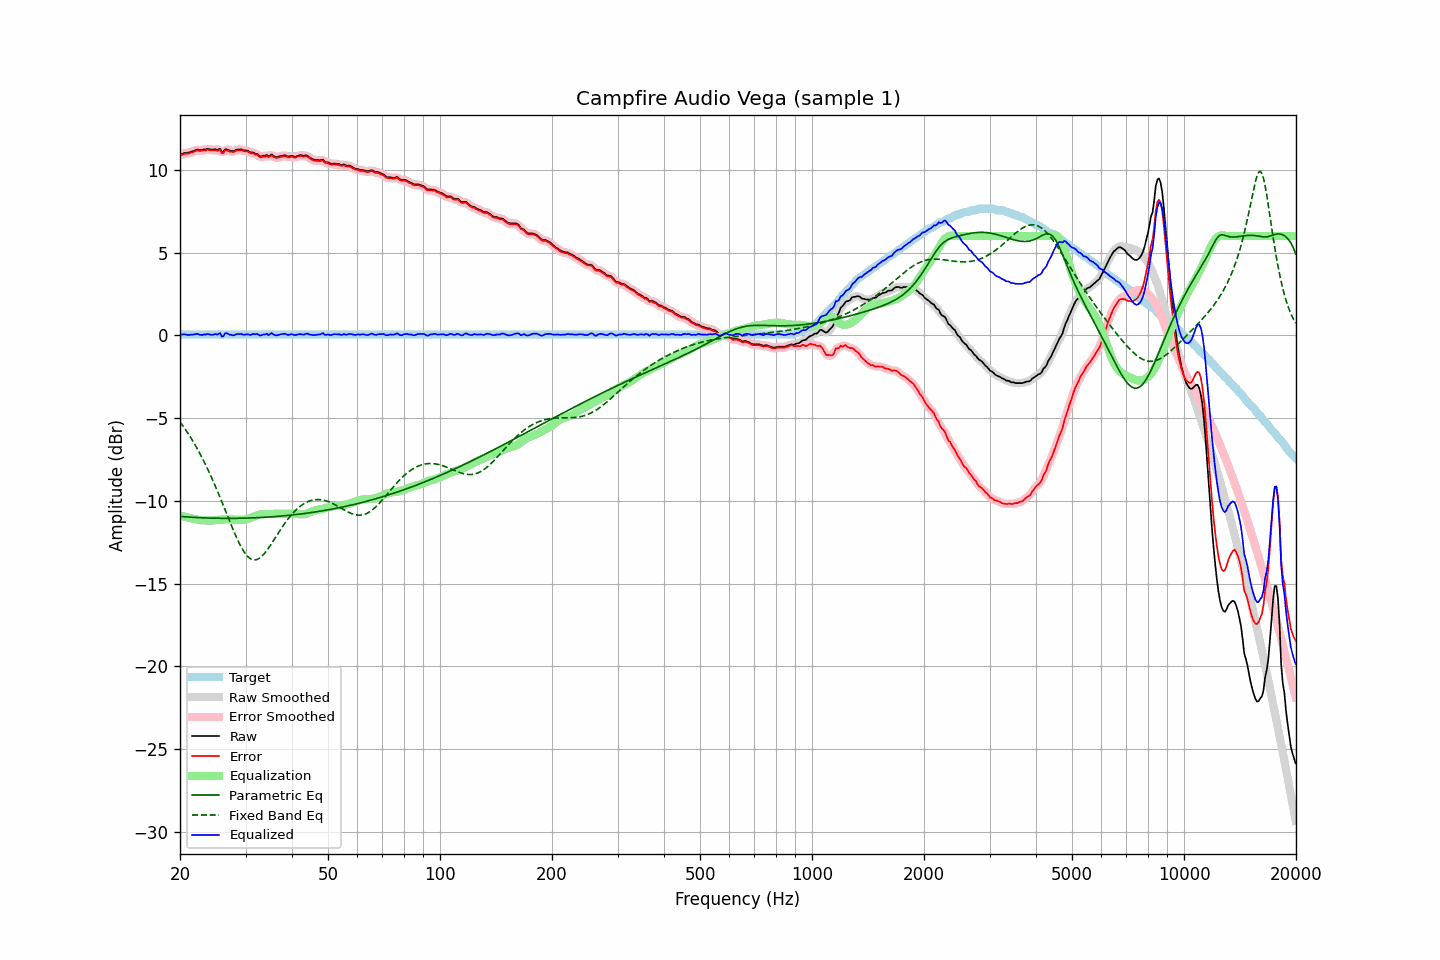 Campfire Audio Vega (sample 1)
10
5
0
−5
−10
−15
−20
−25
−30
Amplitude (dBr)
Target
Raw Smoothed
Error Smoothed
Raw
Error
Equalization
Parametric Eq
Fixed Band Eq
Equalized
20 50 100 200 500 1000 2000 5000 10000 20000
Frequency (Hz)